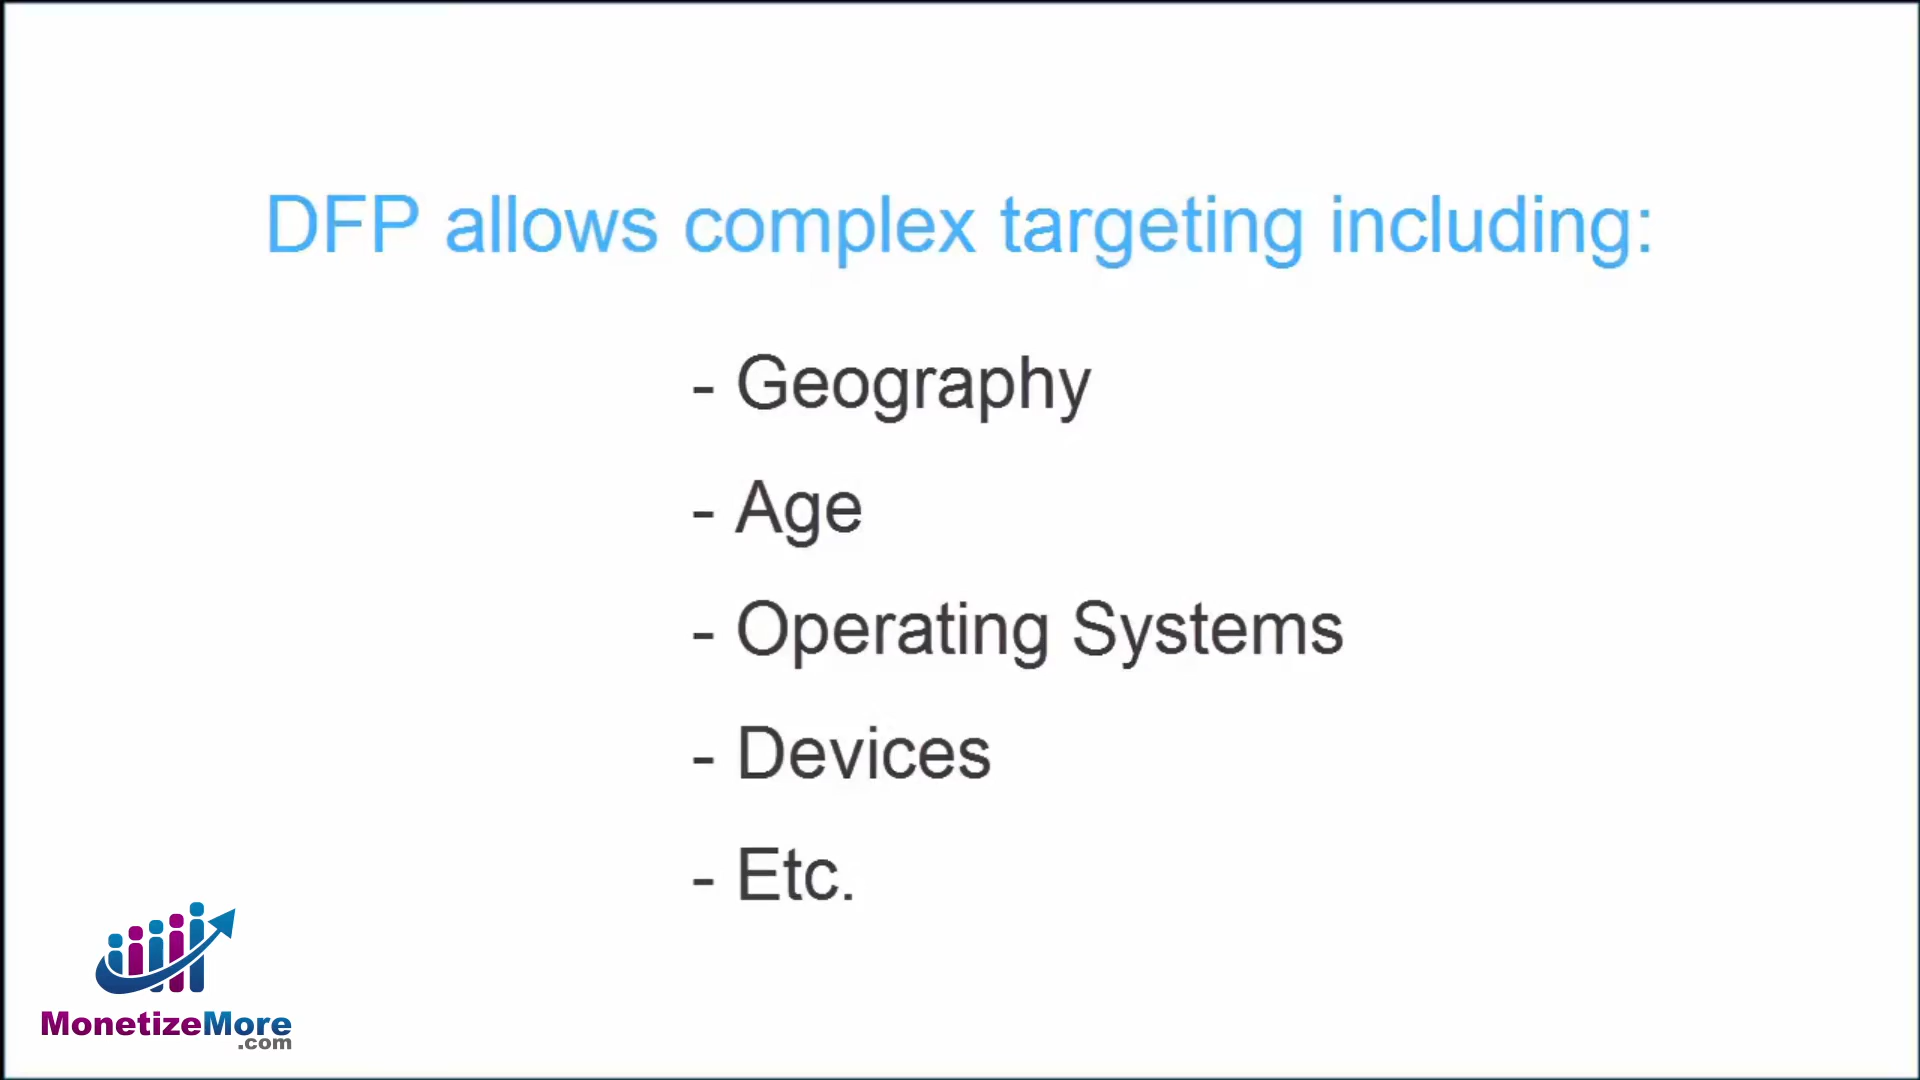 DFP allows complex targeting including:
- Geography
- Age
- Operating Systems
- Devices
- Etc.
MonetizeMore
.com